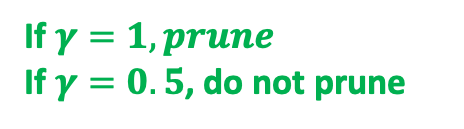 If γ = 1, prune
If γ = 0.5, do not prune